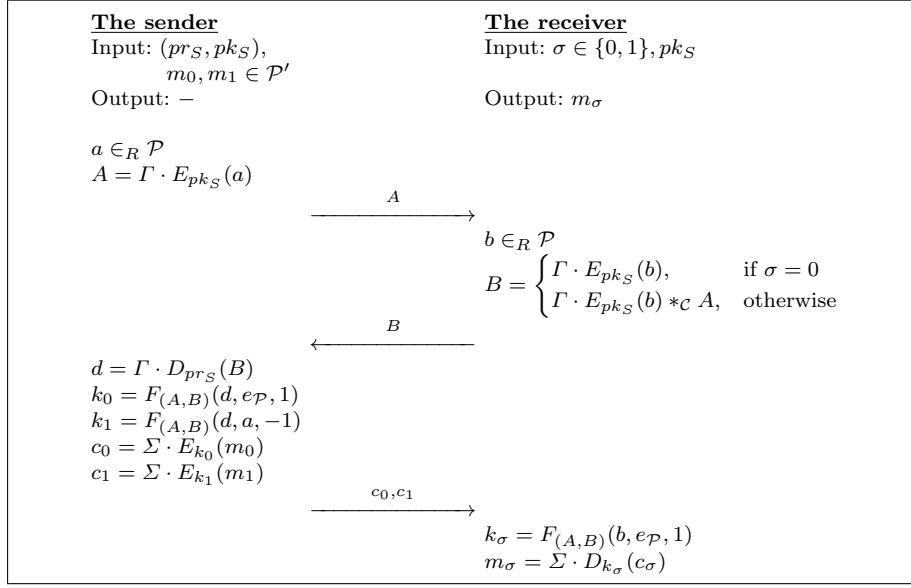 The sender
Input: (pr_S, pk_S),
m_0, m_1 ∈ 𝒫′
Output: −
a ∈_R 𝒫
A = Γ · E_{pk_S}(a)
A
The receiver
Input: σ ∈ {0, 1}, pk_S
Output: m_σ
b ∈_R 𝒫
B = { Γ · E_{pk_S}(b), if σ = 0
Γ · E_{pk_S}(b) *_𝒞 A, otherwise
B
d = Γ · D_{pr_S}(B)
k_0 = F_{(A,B)}(d, e_𝒫, 1)
k_1 = F_{(A,B)}(d, a, −1)
c_0 = Σ · E_{k_0}(m_0)
c_1 = Σ · E_{k_1}(m_1)
c_0,c_1
k_σ = F_{(A,B)}(b, e_𝒫, 1)
m_σ = Σ · D_{k_σ}(c_σ)